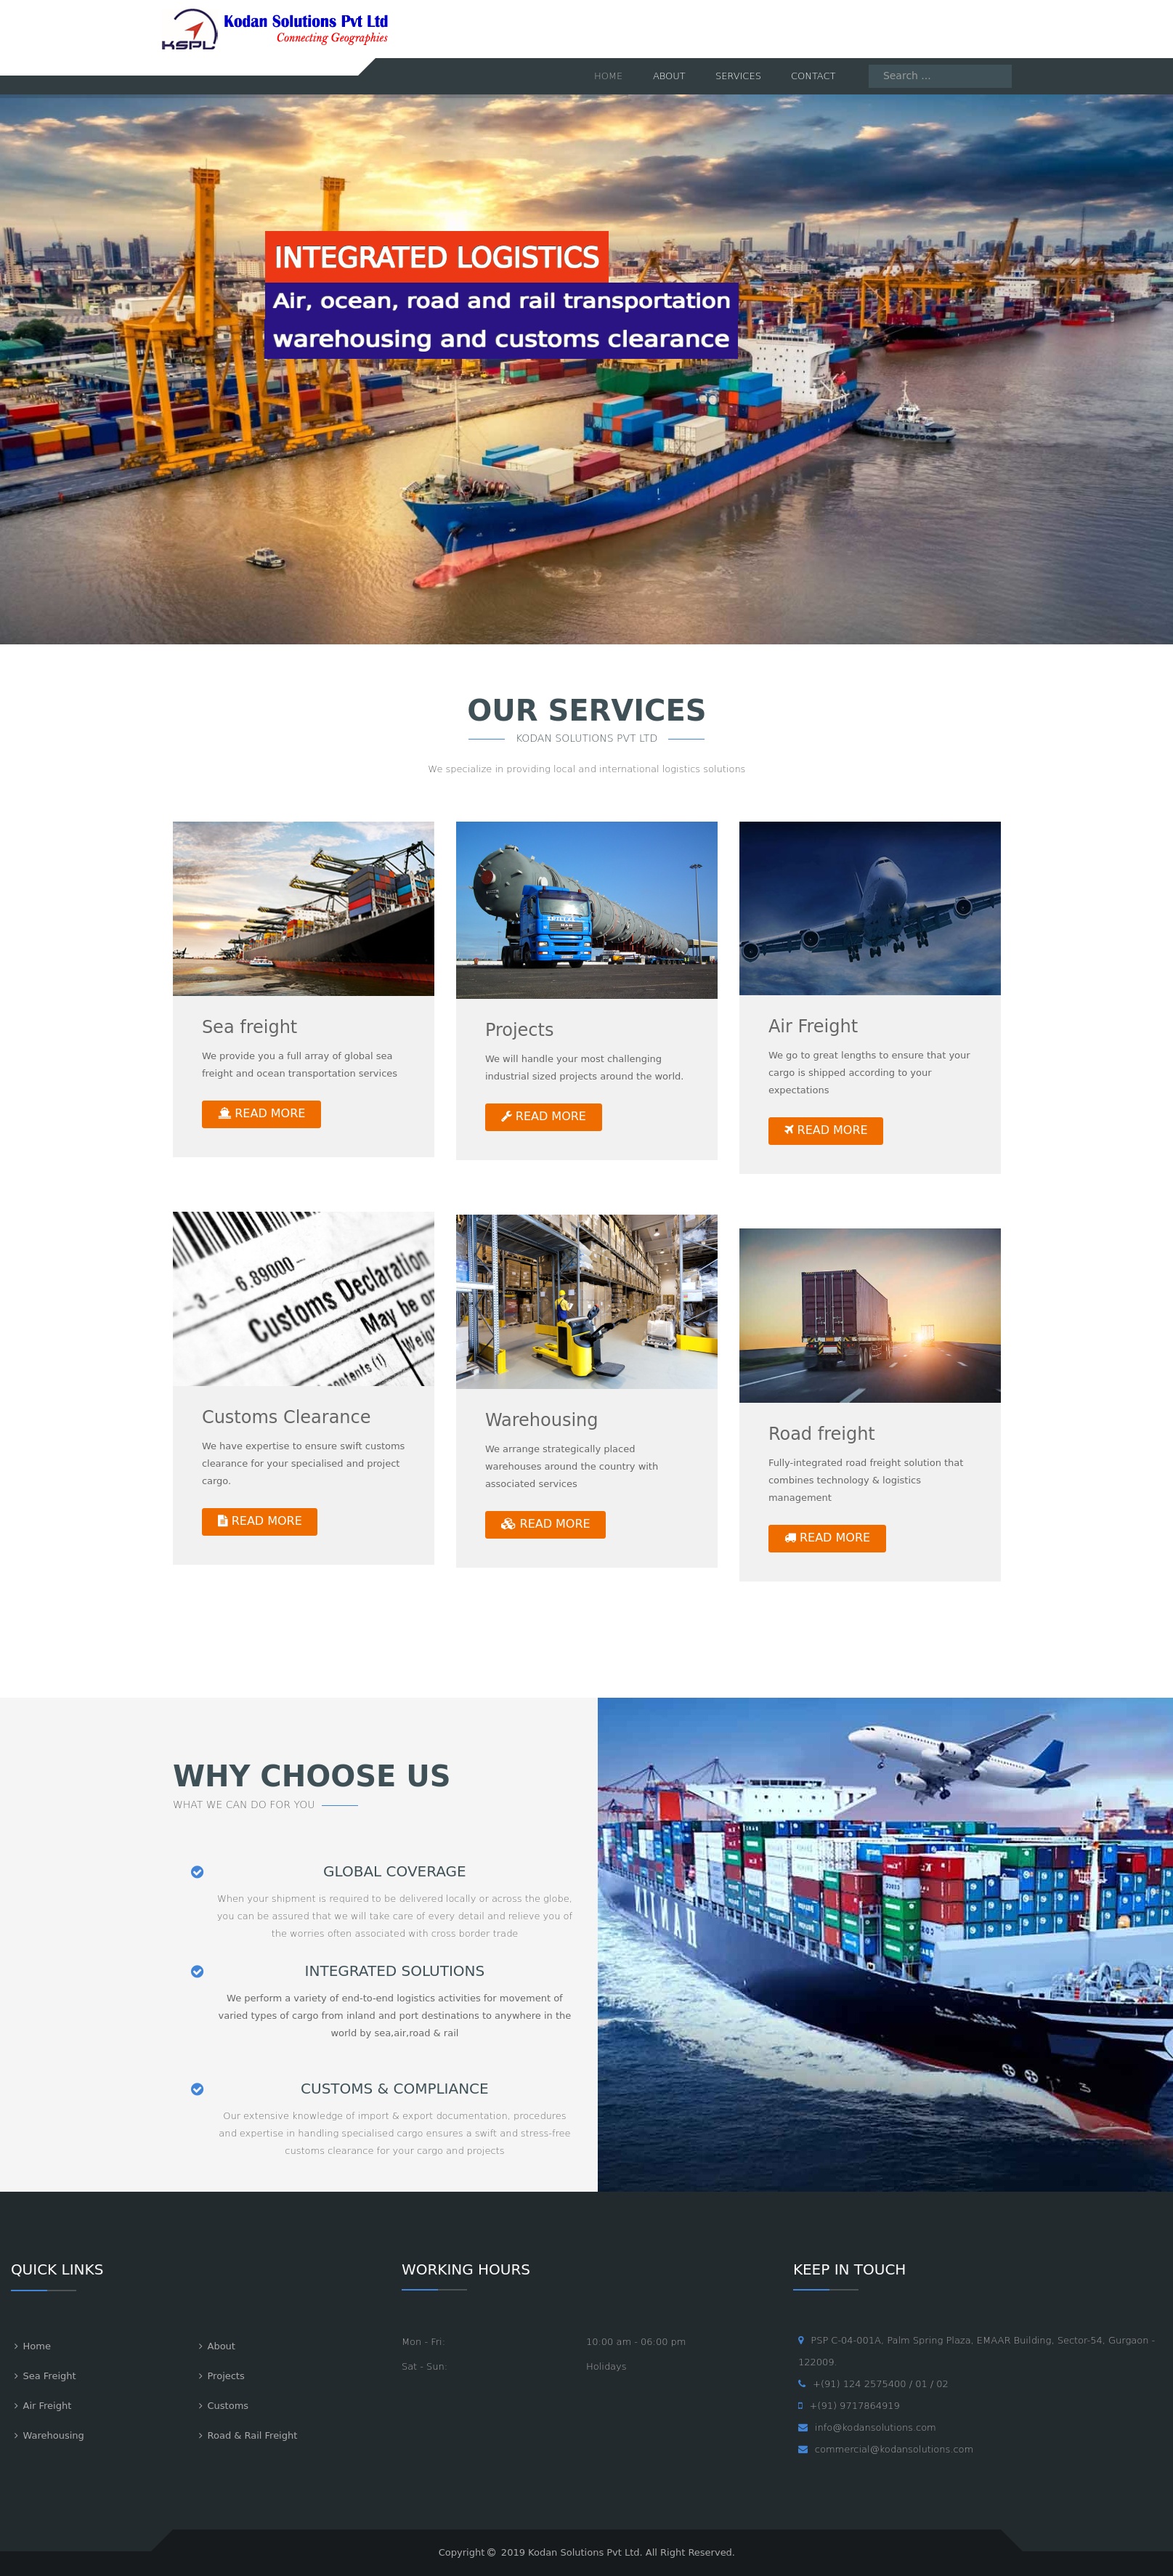 KSPL
Kodan Solutions Pvt Ltd
Connecting Geographies
HOME ABOUT SERVICES CONTACT Search ...
INTEGRATED LOGISTICS
Air, ocean, road and rail transportation
warehousing and customs clearance
OUR SERVICES
KODAN SOLUTIONS PVT LTD
We specialize in providing local and international logistics solutions
Sea freight
We provide you a full array of global sea
freight and ocean transportation services
READ MORE
Projects
We will handle your most challenging
industrial sized projects around the world.
READ MORE
Air Freight
We go to great lengths to ensure that your
cargo is shipped according to your
expectations
READ MORE
3 - - - 6.89000 -
Customs Declaration
May be
Customs Clearance
We have expertise to ensure swift customs
clearance for your specialised and project
cargo.
READ MORE
Warehousing
We arrange strategically placed
warehouses around the country with
associated services
READ MORE
Road freight
Fully-integrated road freight solution that
combines technology & logistics
management
READ MORE
WHY CHOOSE US
WHAT WE CAN DO FOR YOU
GLOBAL COVERAGE
When your shipment is required to be delivered locally or across the globe,
you can be assured that we will take care of every detail and relieve you of
the worries often associated with cross border trade
INTEGRATED SOLUTIONS
We perform a variety of end-to-end logistics activities for movement of
varied types of cargo from inland and port destinations to anywhere in the
world by sea,air,road & rail
CUSTOMS & COMPLIANCE
Our extensive knowledge of import & export documentation, procedures
and expertise in handling specialised cargo ensures a swift and stress-free
customs clearance for your cargo and projects
QUICK LINKS
Home
About
Sea Freight
Projects
Air Freight
Customs
Warehousing
Road & Rail Freight
WORKING HOURS
Mon - Fri: 10:00 am - 06:00 pm
Sat - Sun: Holidays
KEEP IN TOUCH
PSP C-04-001A, Palm Spring Plaza, EMAAR Building, Sector-54, Gurgaon -
122009.
+(91) 124 2575400 / 01 / 02
+(91) 9717864919
info@kodansolutions.com
commercial@kodansolutions.com
Copyright © 2019 Kodan Solutions Pvt Ltd. All Right Reserved.